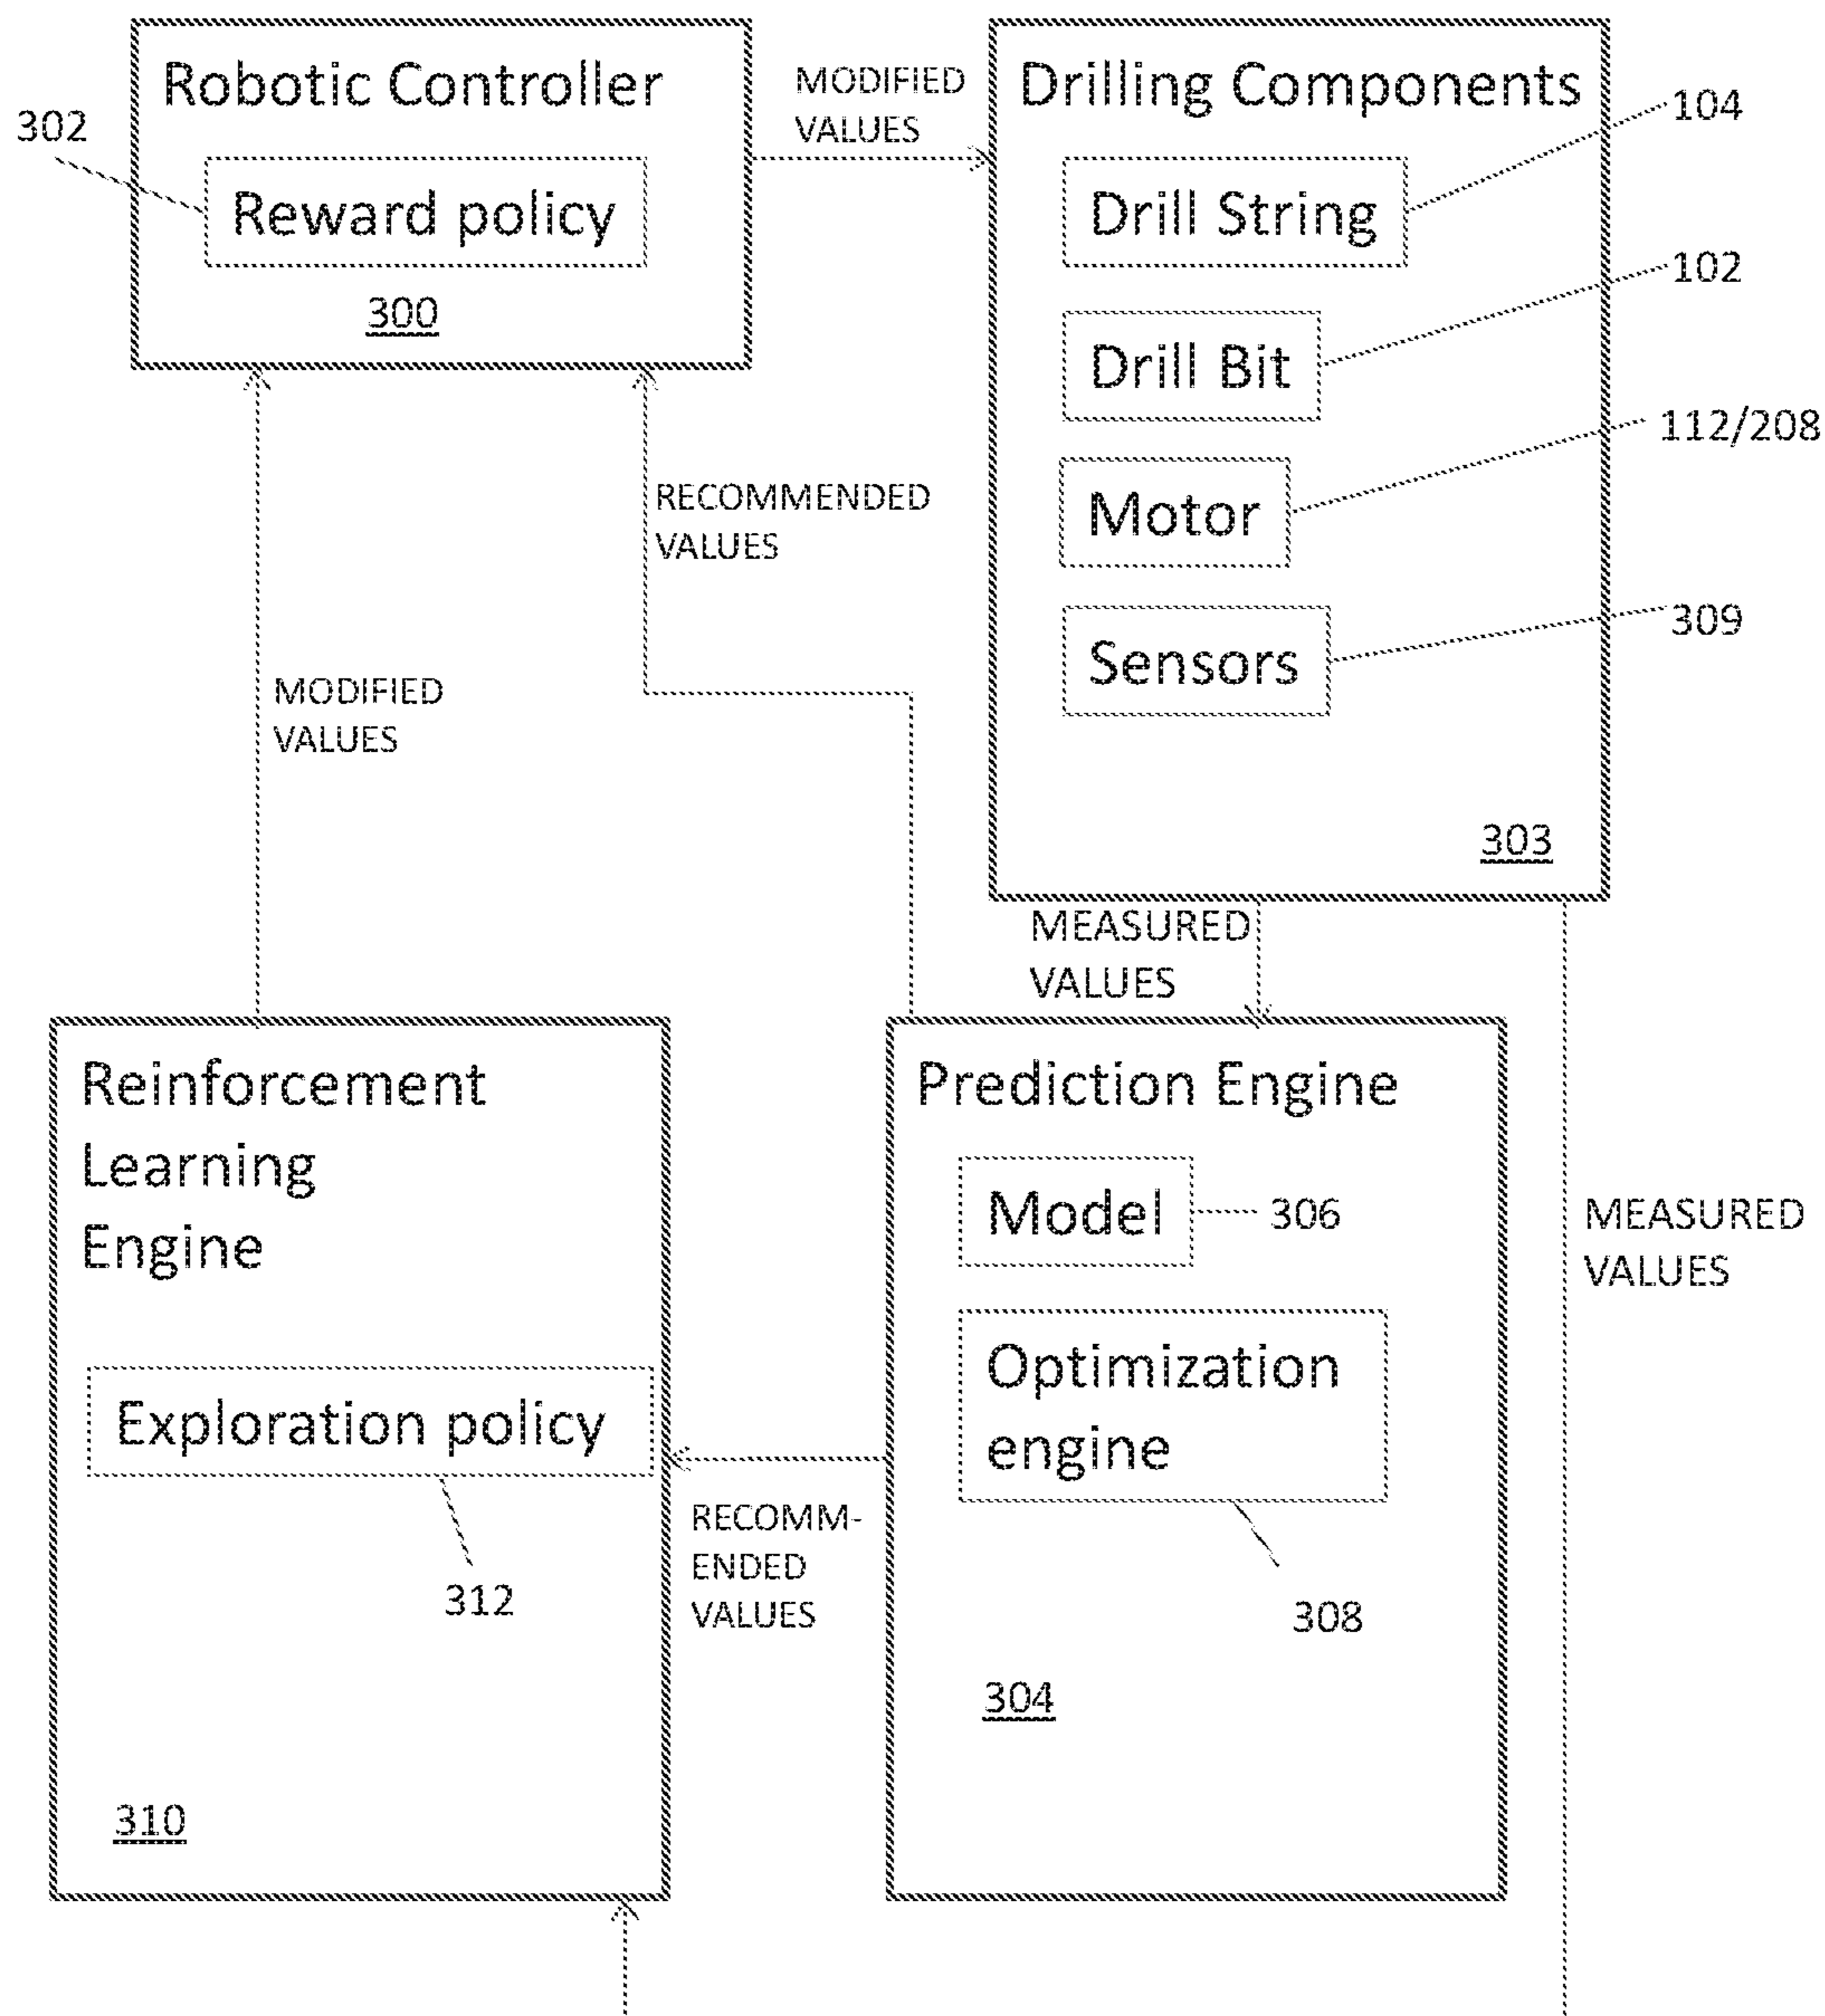 Robotic Controller
302
Reward policy
300
MODIFIED
VALUES
Drilling Components
104
Drill String
102
Drill Bit
112/208
Motor
309
Sensors
303
RECOMMENDED
VALUES
MODIFIED
VALUES
MEASURED
VALUES
Reinforcement
Learning
Engine
Exploration policy
312
310
RECOMM-
ENDED
VALUES
Prediction Engine
Model
306
Optimization
engine
308
304
MEASURED
VALUES